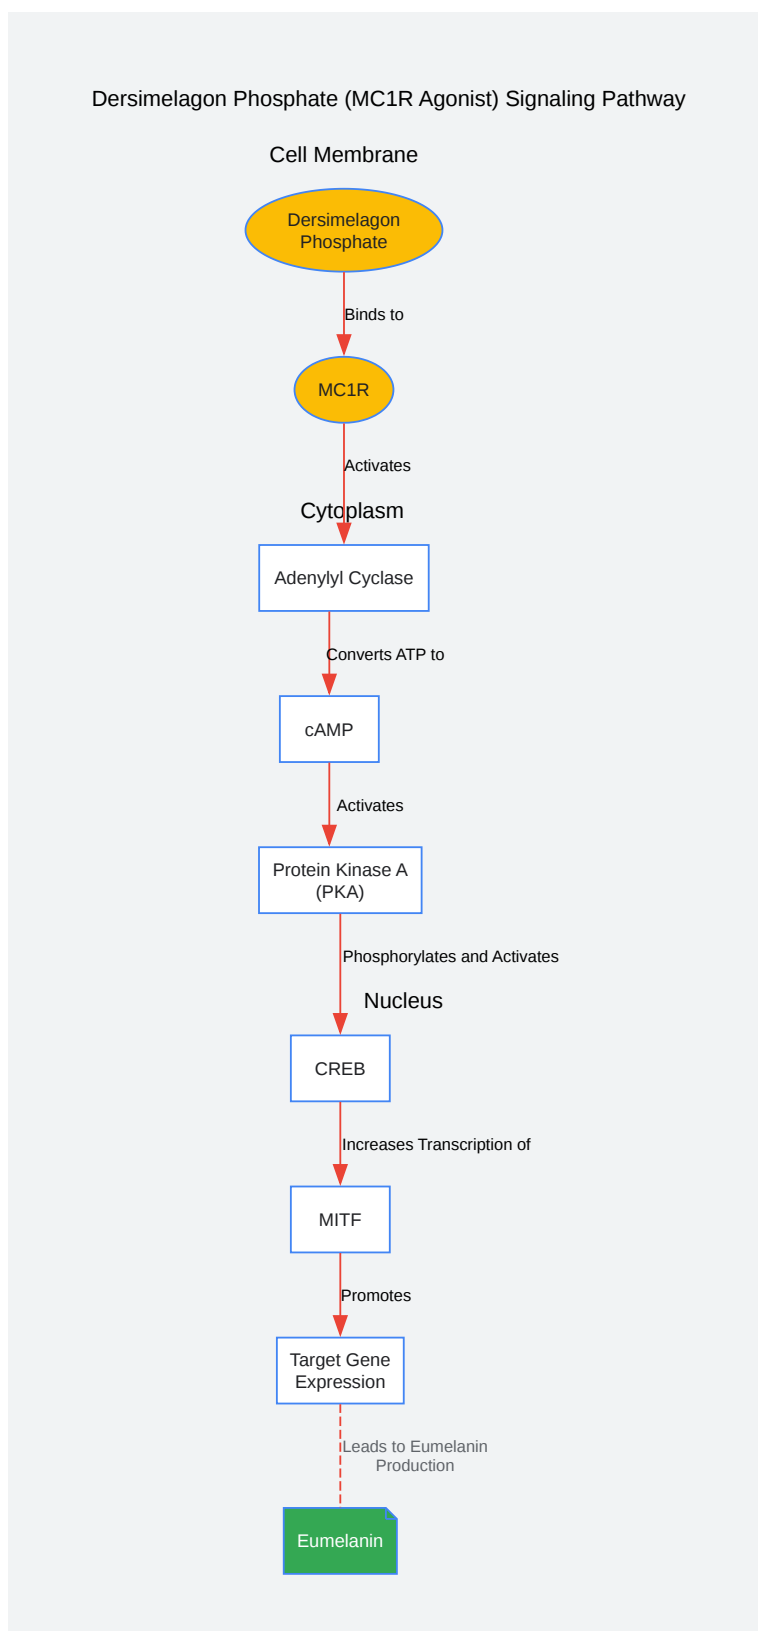 Dersimelagon Phosphate (MC1R Agonist) Signaling Pathway
Cell Membrane
Dersimelagon
Phosphate
Binds to
MC1R
Activates
Cytoplasm
Adenylyl Cyclase
Converts ATP to
cAMP
Activates
Protein Kinase A
(PKA)
Phosphorylates and Activates
Nucleus
CREB
Increases Transcription of
MITF
Promotes
Target Gene
Expression
Leads to Eumelanin
Production
Eumelanin